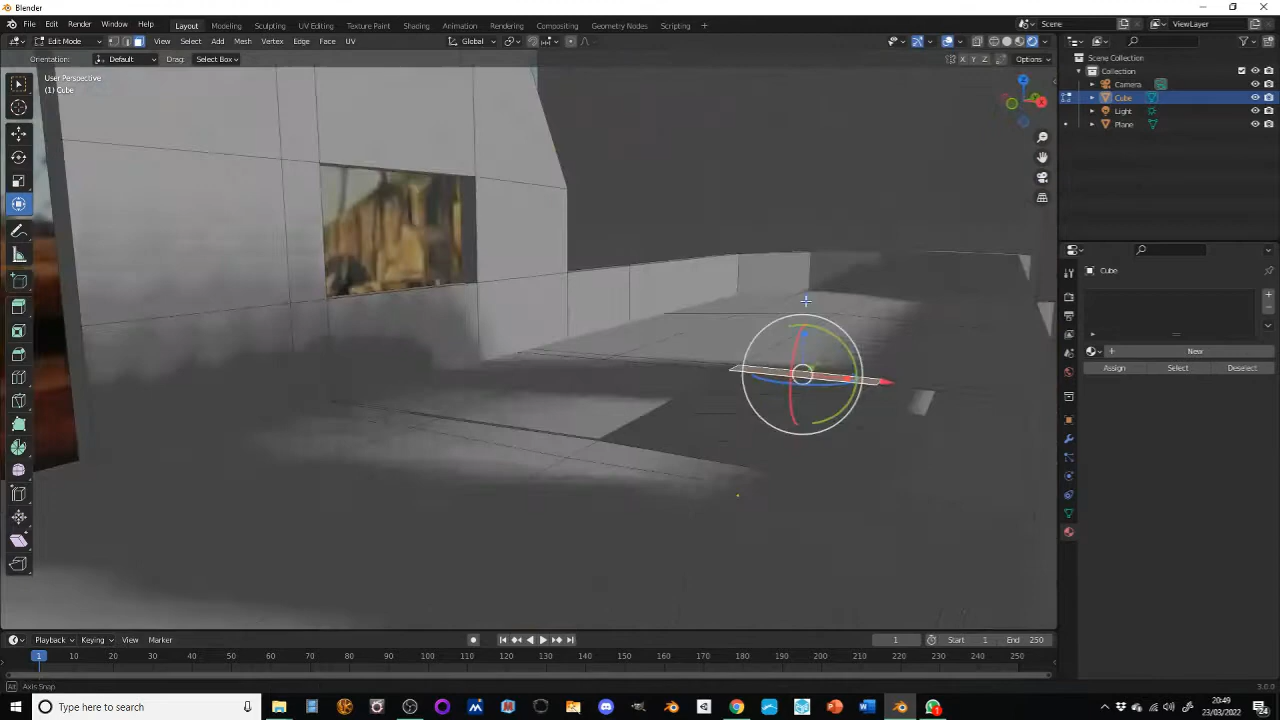 Blender
File Edit Render Window Help Layout Modeling Sculpting UV Editing Texture Paint Shading Animation Rendering Compositing Geometry Nodes Scripting + Scene ViewLayer
Edit Mode View Select Add Mesh Vertex Edge Face UV Global
Orientation: Default Drag: Select Box X Y Z Options
User Perspective
(1) Cube
Z
X
Scene Collection
Collection
Camera
Cube
Light
Plane
Cube
New
Assign Select Deselect
Playback Keying View Marker 1 Start 1 End 250
1 10 20 30 40 50 60 70 80 90 100 110 120 130 140 150 160 170 180 190 200 210 220 230 240 250
Axis Snap 3.0.0
Type here to search
20:49
23/03/2022
24